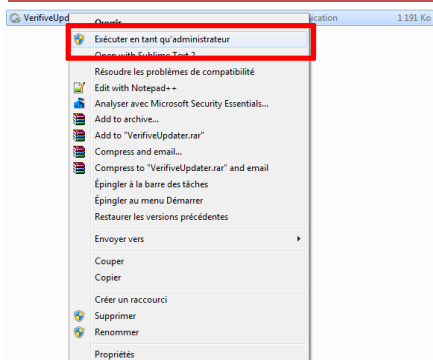 VerifiveUpd
ication
1 191 Ko
Ouvrir
Exécuter en tant qu'administrateur
Open with Sublime Text 2
Résoudre les problèmes de compatibilité
Edit with Notepad++
Analyser avec Microsoft Security Essentials...
Add to archive...
Add to "VerifiveUpdater.rar"
Compress and email...
Compress to "VerifiveUpdater.rar" and email
Épingler à la barre des tâches
Épingler au menu Démarrer
Restaurer les versions précédentes
Envoyer vers
Couper
Copier
Créer un raccourci
Supprimer
Renommer
Propriétés